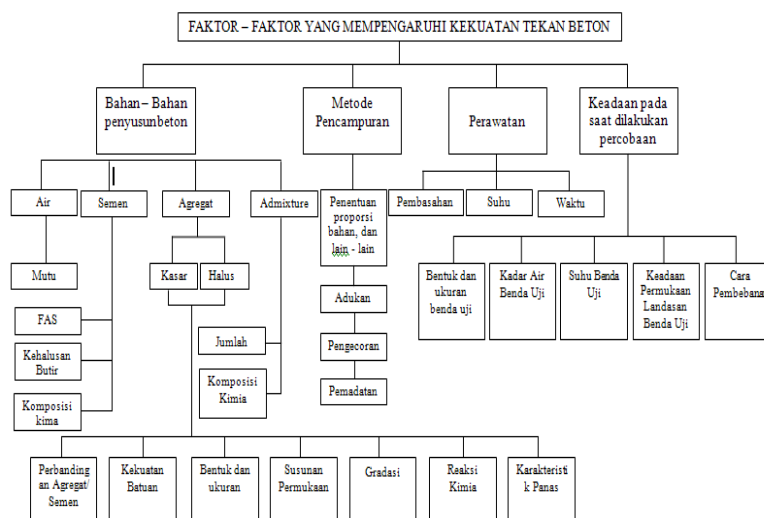 FAKTOR – FAKTOR YANG MEMPENGARUHI KEKUATAN TEKAN BETON
Bahan – Bahan
penyusunbeton
Metode
Pencampuran
Perawatan
Keadaan pada
saat dilakukan
percobaan
Air
Semen
Agregat
Admixture
Penentuan
proporsi
bahan, dan
lain - lain
Pembasahan
Suhu
Waktu
Mutu
Kasar
Halus
Bentuk dan
ukuran
benda uji
Kadar Air
Benda Uji
Suhu Benda
Uji
Keadaan
Permukaan
Landasan
Benda Uji
Cara
Pembebana
FAS
Kehalusan
Butir
Komposisi
kima
Jumlah
Komposisi
Kimia
Adukan
Pengecoran
Pemadatan
Perbanding
an Agregat/
Semen
Kekuatan
Batuan
Bentuk dan
ukuran
Susunan
Permukaan
Gradasi
Reaksi
Kimia
Karakteristi
k Panas